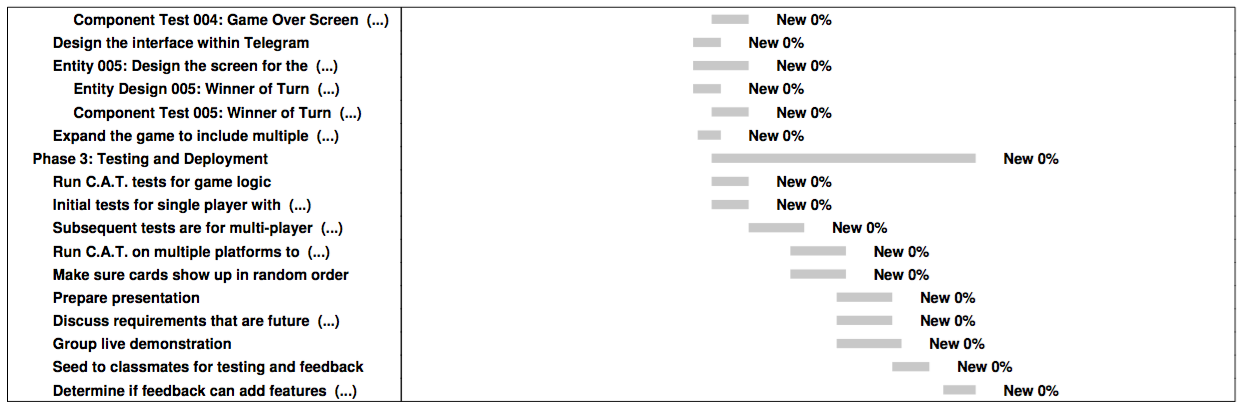 Component Test 004: Game Over Screen (...) New 0%
Design the interface within Telegram New 0%
Entity 005: Design the screen for the (...) New 0%
Entity Design 005: Winner of Turn (...) New 0%
Component Test 005: Winner of Turn (...) New 0%
Expand the game to include multiple (...) New 0%
Phase 3: Testing and Deployment New 0%
Run C.A.T. tests for game logic New 0%
Initial tests for single player with (...) New 0%
Subsequent tests are for multi-player (...) New 0%
Run C.A.T. on multiple platforms to (...) New 0%
Make sure cards show up in random order New 0%
Prepare presentation New 0%
Discuss requirements that are future (...) New 0%
Group live demonstration New 0%
Seed to classmates for testing and feedback New 0%
Determine if feedback can add features (...) New 0%